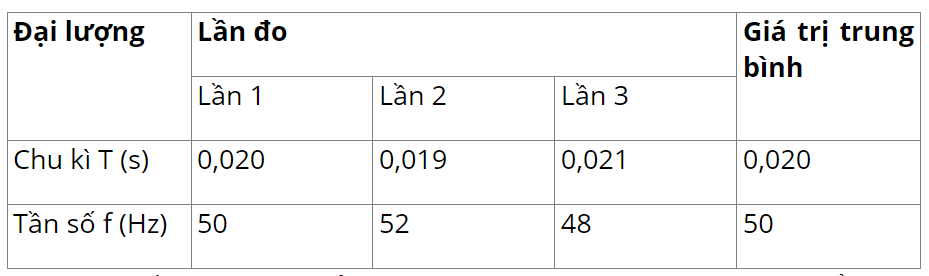 Đại lượng Lần đo Giá trị trung
bình
Lần 1 Lần 2 Lần 3
Chu kì T (s) 0,020 0,019 0,021 0,020
Tần số f (Hz) 50 52 48 50